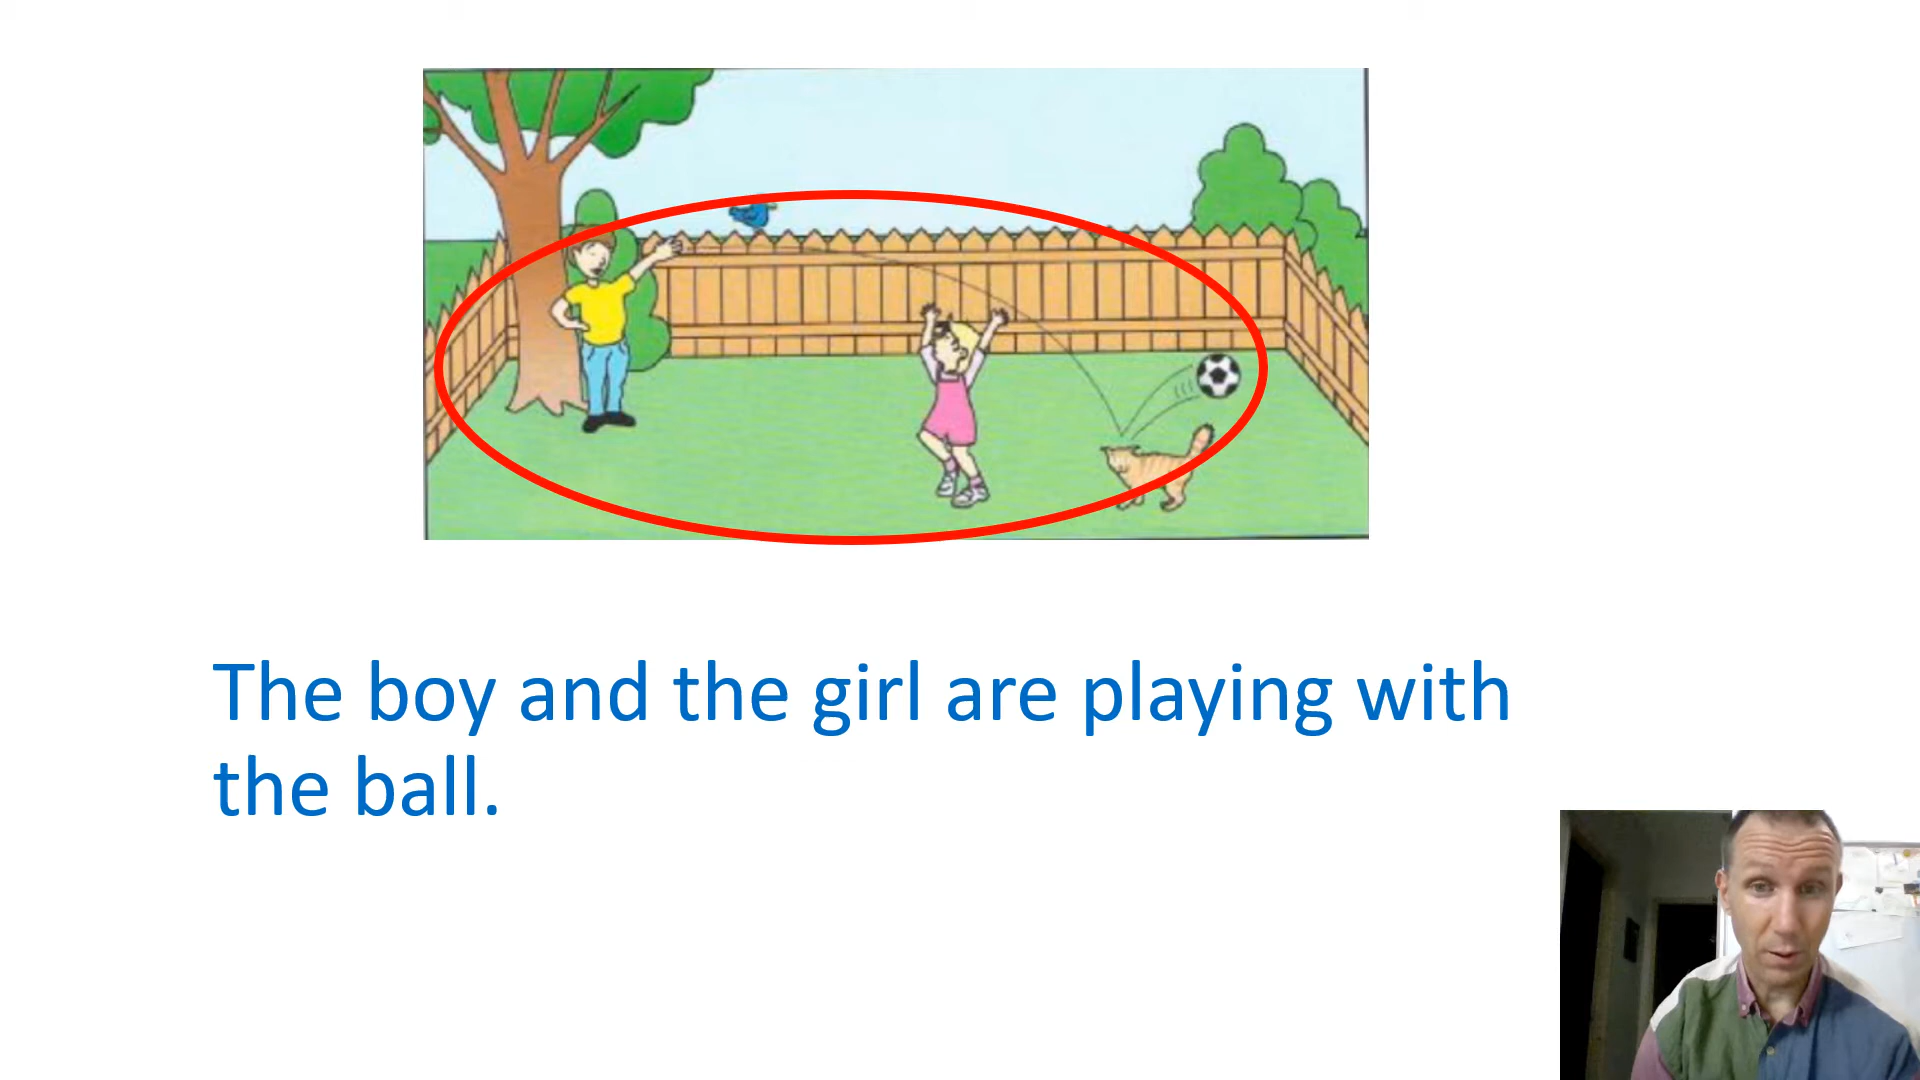 The boy and the girl are playing with
the ball.